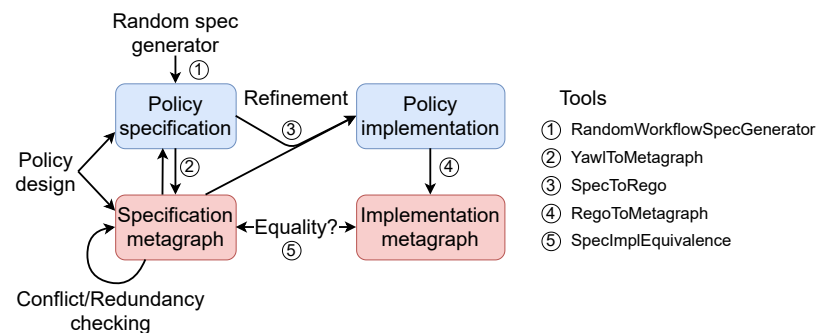 Random spec
generator
①
Policy
specification
Refinement
③
Policy
implementation
Policy
design
②
④
Specification
metagraph
Equality?
⑤
Implementation
metagraph
Conflict/Redundancy
checking
Tools
① RandomWorkflowSpecGenerator
② YawlToMetagraph
③ SpecToRego
④ RegoToMetagraph
⑤ SpecImplEquivalence